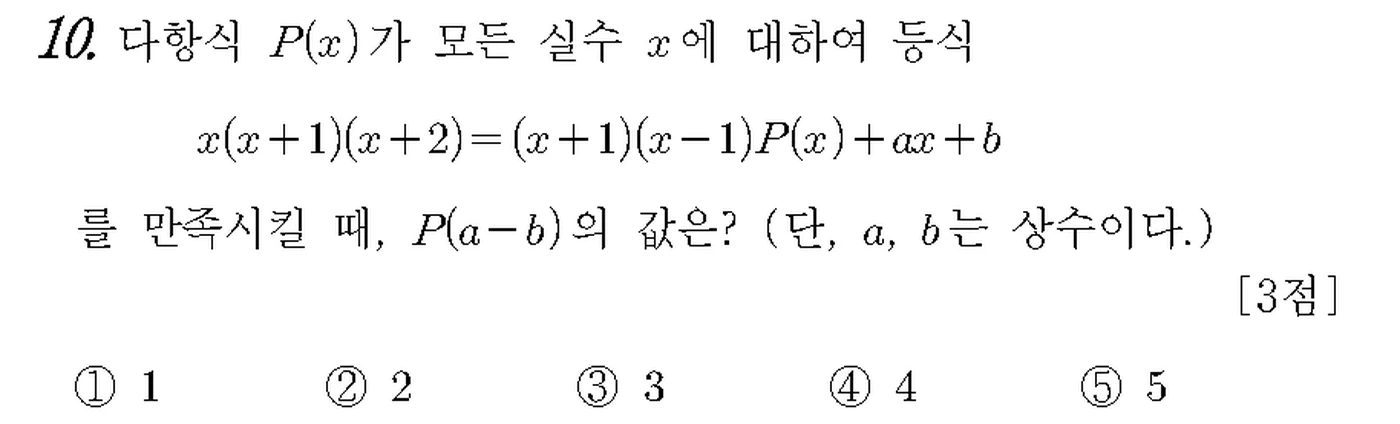 10. 다항식 P(x)가 모든 실수 x에 대하여 등식
x(x+1)(x+2)=(x+1)(x-1)P(x)+ax+b
를 만족시킬 때, P(a-b)의 값은? (단, a, b는 상수이다.)
[3점]
① 1 ② 2 ③ 3 ④ 4 ⑤ 5